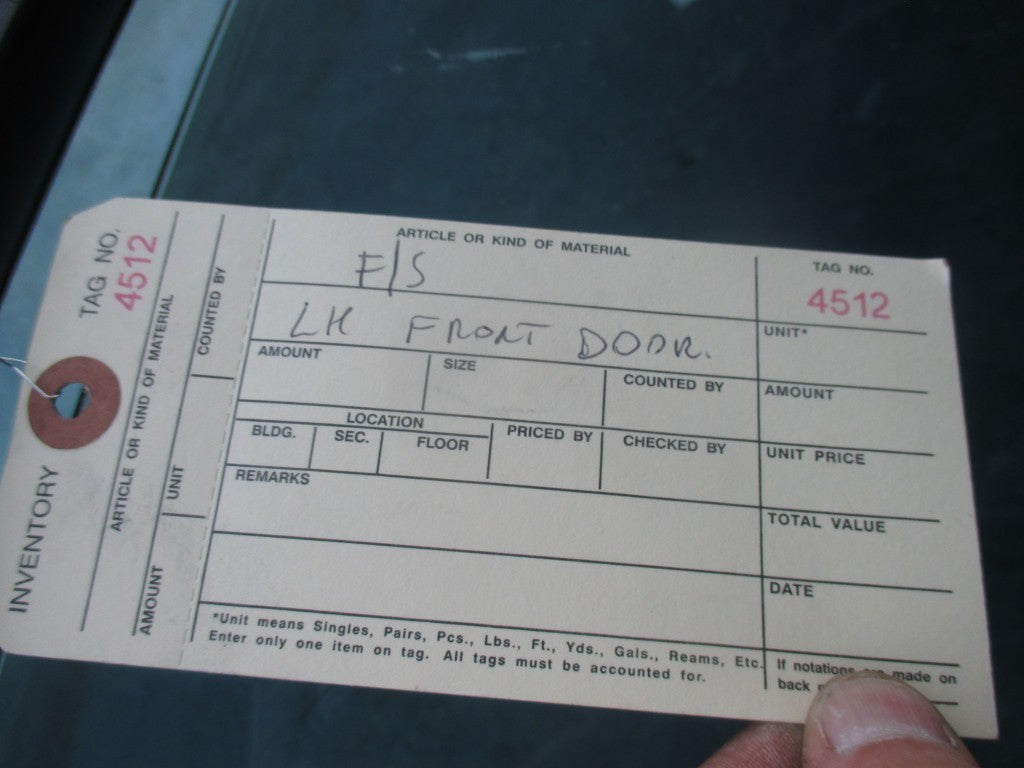 INVENTORY
TAG NO.
4512
ARTICLE OR KIND OF MATERIAL
AMOUNT
UNIT
COUNTED BY
ARTICLE OR KIND OF MATERIAL
F/S
LH FRONT DOOR.
TAG NO.
4512
UNIT*
AMOUNT
SIZE
COUNTED BY
AMOUNT
LOCATION
BLDG.
SEC.
FLOOR
PRICED BY
CHECKED BY
UNIT PRICE
REMARKS
TOTAL VALUE
DATE
*Unit means Singles, Pairs, Pcs., Lbs., Ft., Yds., Gals., Reams, Etc.
Enter only one item on tag. All tags must be accounted for.
If notations are made on
back